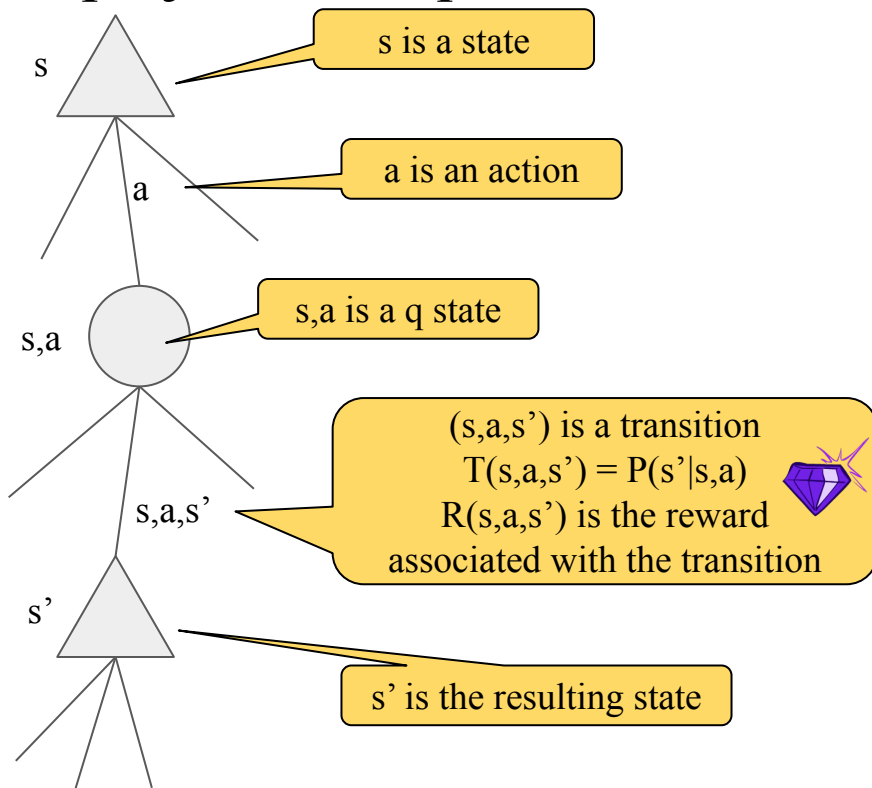 s
s is a state
a
a is an action
s,a
s,a is a q state
(s,a,s’) is a transition
T(s,a,s’) = P(s’|s,a)
R(s,a,s’) is the reward
associated with the transition
s,a,s’
s’
s’ is the resulting state